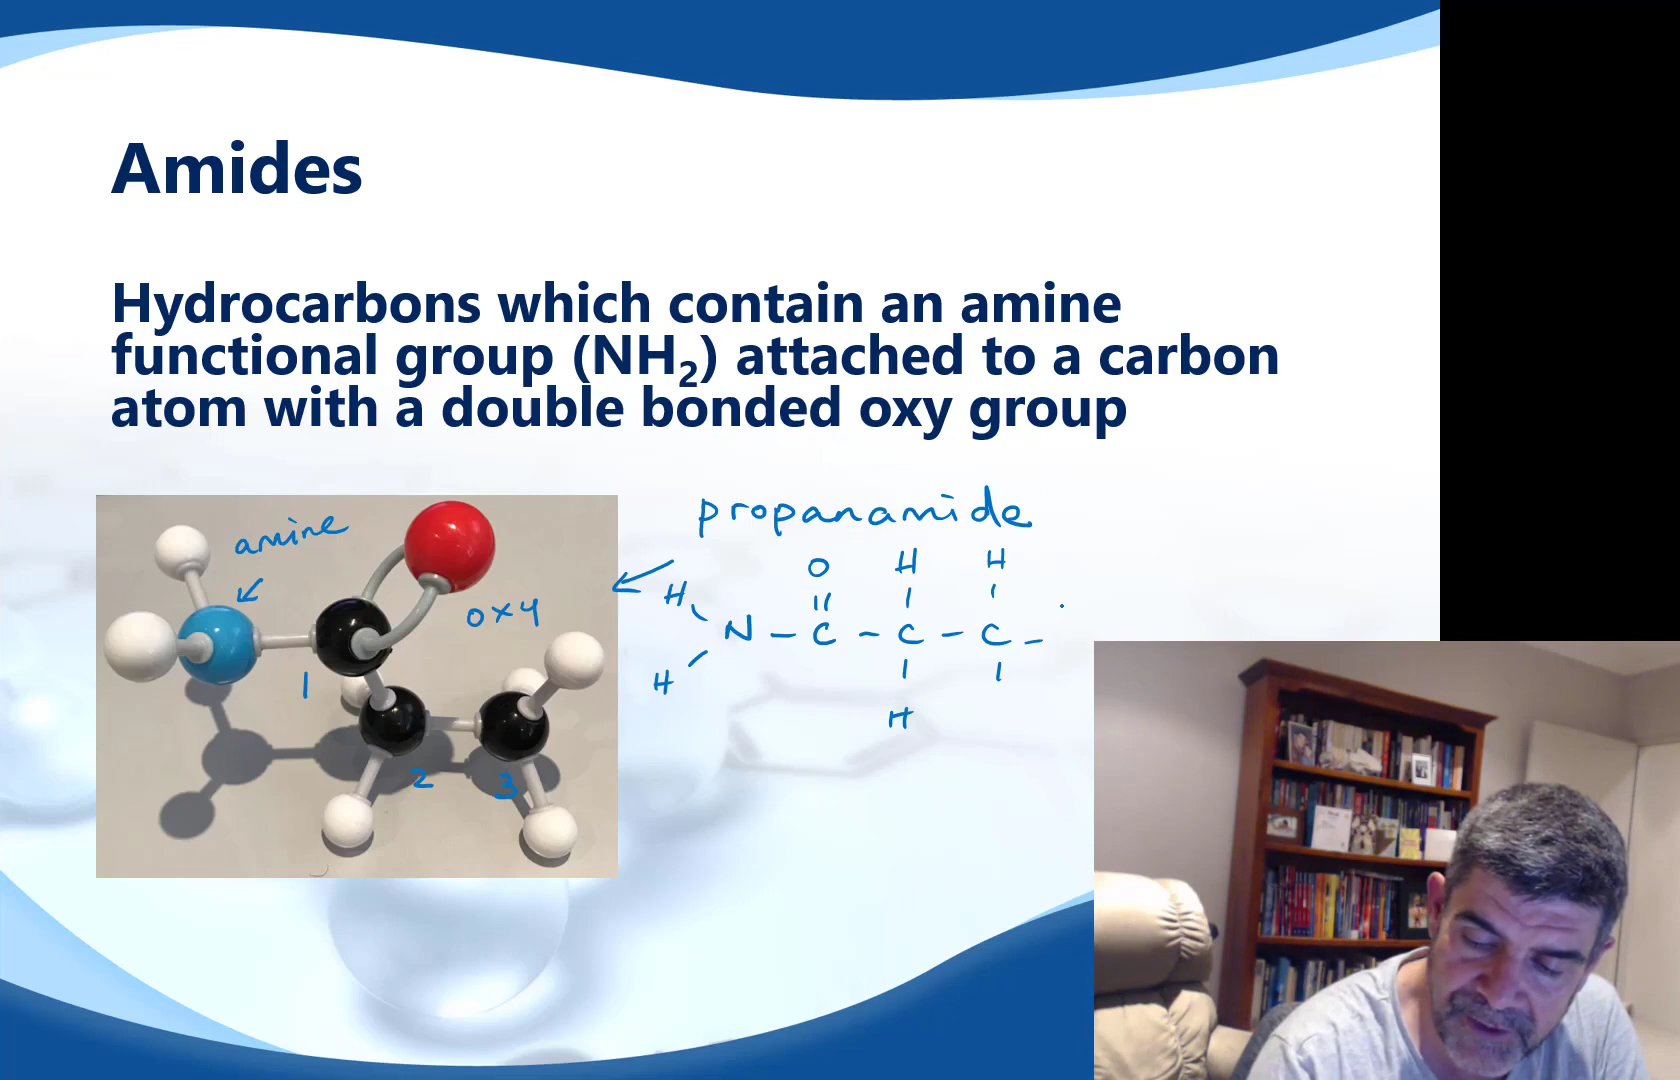 Amides
Hydrocarbons which contain an amine
functional group (NH₂) attached to a carbon
atom with a double bonded oxy group
propanamide
amine
oxy
1
2
3
O H H
H
N - C - C - C -
H
H